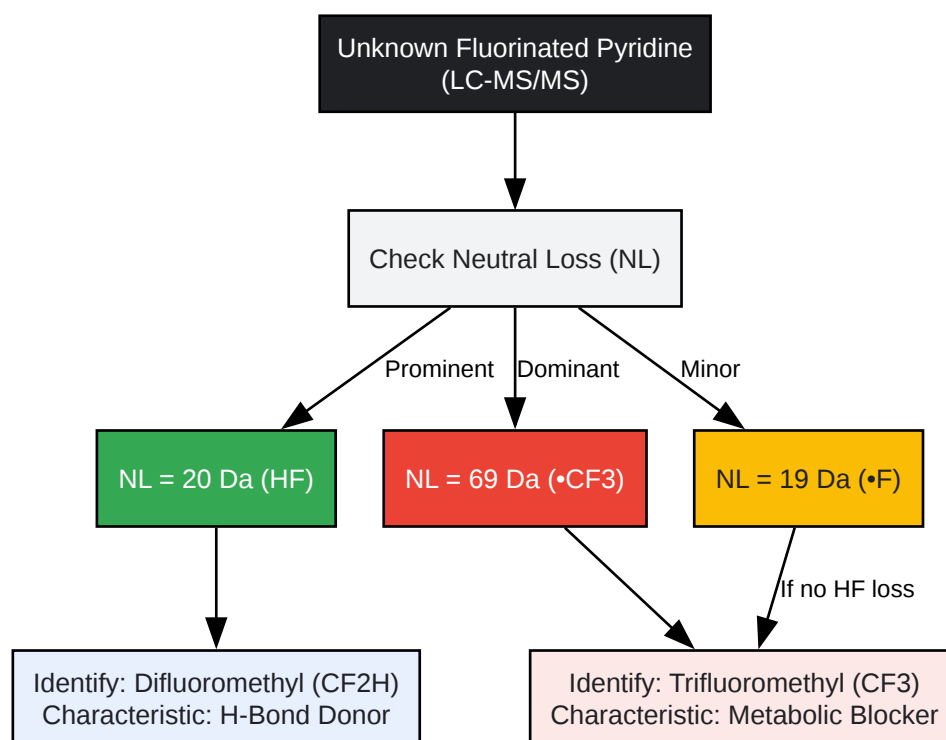 Unknown Fluorinated Pyridine
(LC-MS/MS)
Check Neutral Loss (NL)
Prominent
Dominant
Minor
NL = 20 Da (HF)
NL = 69 Da (•CF3)
NL = 19 Da (•F)
If no HF loss
Identify: Difluoromethyl (CF2H)
Characteristic: H-Bond Donor
Identify: Trifluoromethyl (CF3)
Characteristic: Metabolic Blocker